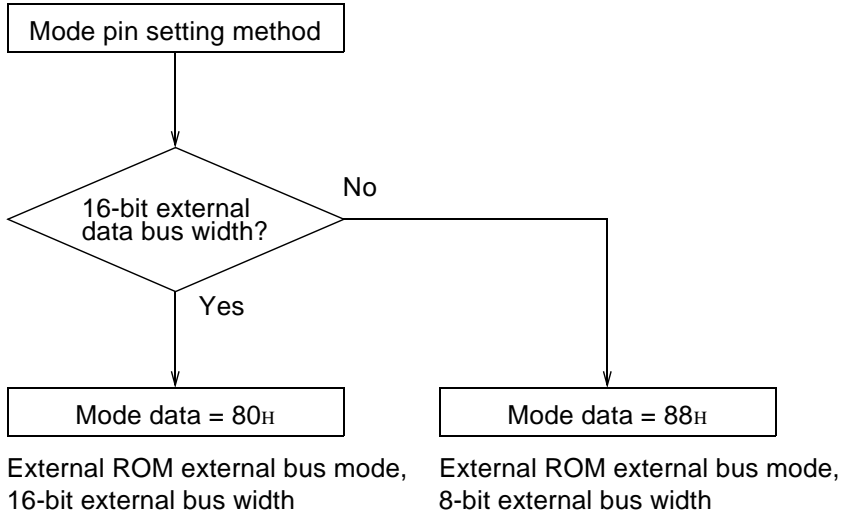 Mode pin setting method
16-bit external
data bus width?
No
Yes
Mode data = 80H
Mode data = 88H
External ROM external bus mode,
16-bit external bus width
External ROM external bus mode,
8-bit external bus width